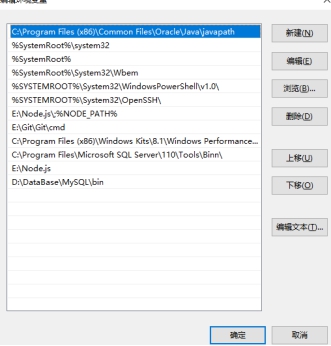 编辑环境变量
C:\Program Files (x86)\Common Files\Oracle\Java\javapath
%SystemRoot%\system32
%SystemRoot%
%SystemRoot%\System32\Wbem
%SYSTEMROOT%\System32\WindowsPowerShell\v1.0\
%SYSTEMROOT%\System32\OpenSSH\
E:\Node.js\;%NODE_PATH%
E:\Git\Git\cmd
C:\Program Files (x86)\Windows Kits\8.1\Windows Performance...
C:\Program Files\Microsoft SQL Server\110\Tools\Binn\
E:\Node.js
D:\DataBase\MySQL\bin
新建(N)
编辑(E)
浏览(B)...
删除(D)
上移(U)
下移(O)
编辑文本(T)...
确定
取消